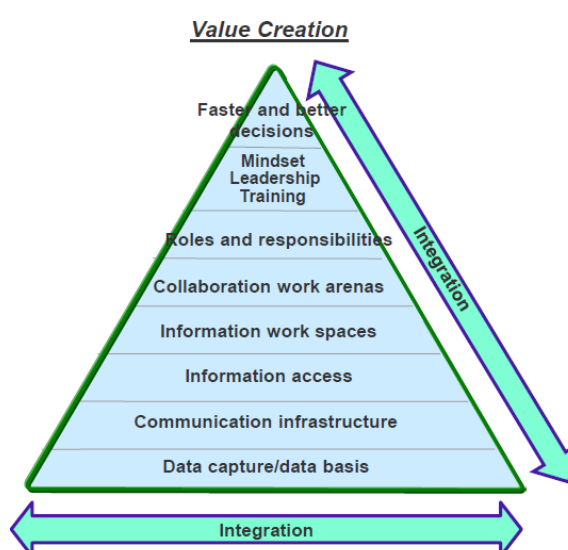 Value Creation
Faster and better
decisions
Mindset
Leadership
Training
Roles and responsibilities
Collaboration work arenas
Information work spaces
Information access
Communication infrastructure
Data capture/data basis
Integration
Integration